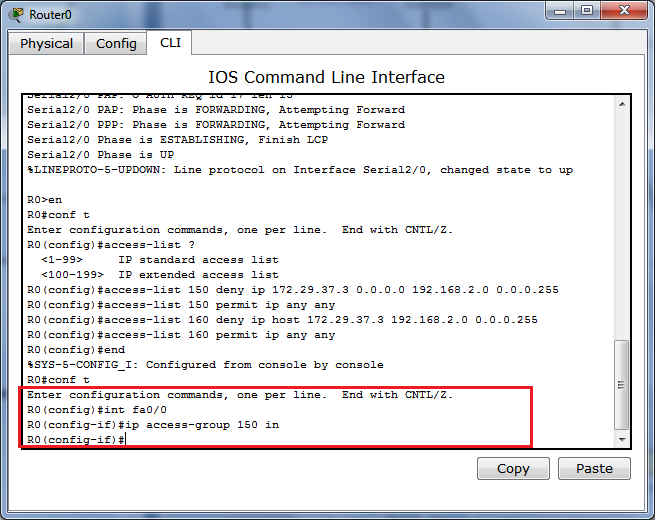 Router0
Physical Config CLI
IOS Command Line Interface
Serial2/0 PAP: O AUTH-REQ id 17 len 15
Serial2/0 PAP: Phase is FORWARDING, Attempting Forward
Serial2/0 PPP: Phase is FORWARDING, Attempting Forward
Serial2/0 Phase is ESTABLISHING, Finish LCP
Serial2/0 Phase is UP
%LINEPROTO-5-UPDOWN: Line protocol on Interface Serial2/0, changed state to up
R0>en
R0#conf t
Enter configuration commands, one per line.  End with CNTL/Z.
R0(config)#access-list ?
<1-99>     IP standard access list
<100-199>  IP extended access list
R0(config)#access-list 150 deny ip 172.29.37.3 0.0.0.0 192.168.2.0 0.0.0.255
R0(config)#access-list 150 permit ip any any
R0(config)#access-list 160 deny ip host 172.29.37.3 192.168.2.0 0.0.0.255
R0(config)#access-list 160 permit ip any any
R0(config)#end
%SYS-5-CONFIG_I: Configured from console by console
R0#conf t
Enter configuration commands, one per line.  End with CNTL/Z.
R0(config)#int fa0/0
R0(config-if)#ip access-group 150 in
R0(config-if)#
Copy Paste